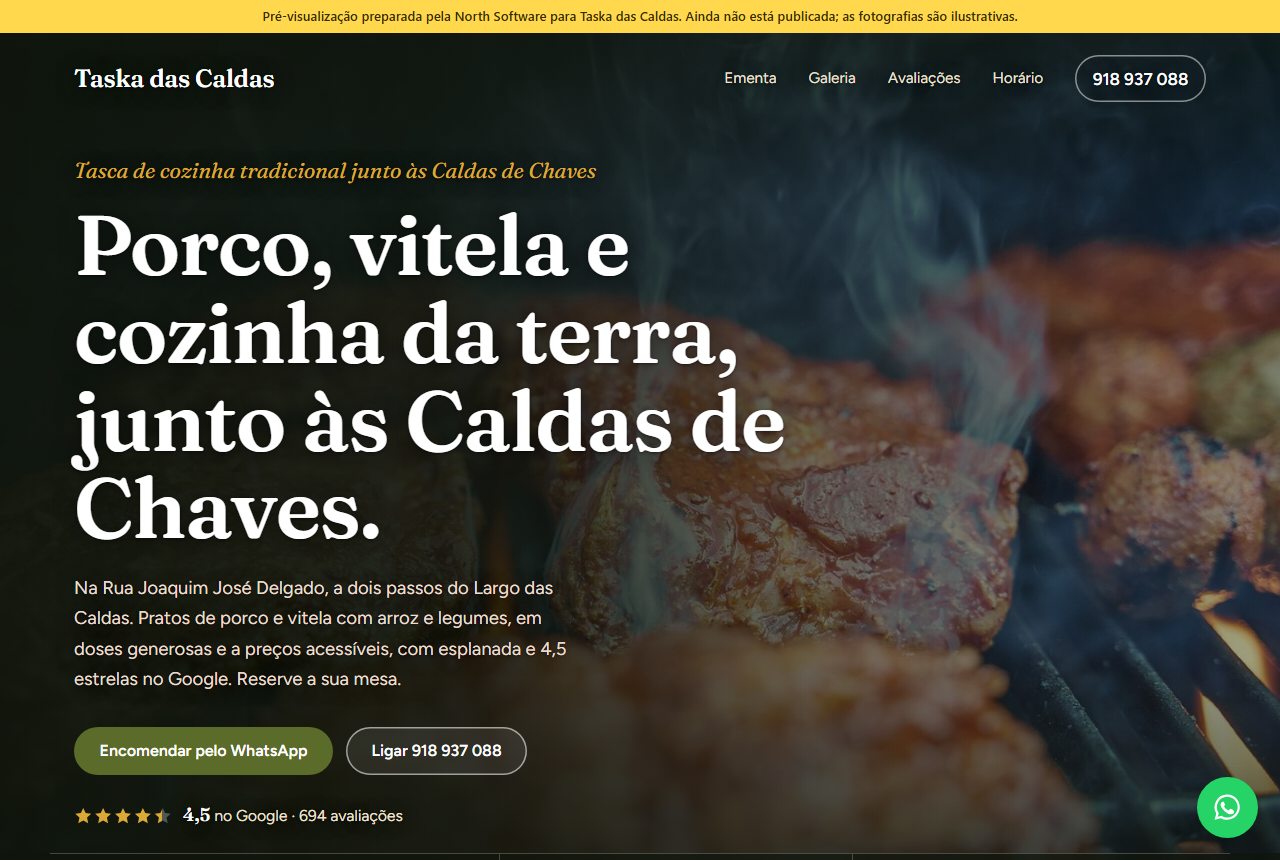 Pré-visualização preparada pela North Software para Taska das Caldas. Ainda não está publicada; as fotografias são ilustrativas.
Taska das Caldas
Ementa
Galeria
Avaliações
Horário
918 937 088
Tasca de cozinha tradicional junto às Caldas de Chaves
Porco, vitela e
cozinha da terra,
junto às Caldas de
Chaves.
Na Rua Joaquim José Delgado, a dois passos do Largo das
Caldas. Pratos de porco e vitela com arroz e legumes, em
doses generosas e a preços acessíveis, com esplanada e 4,5
estrelas no Google. Reserve a sua mesa.
Encomendar pelo WhatsApp
Ligar 918 937 088
4,5 no Google · 694 avaliações